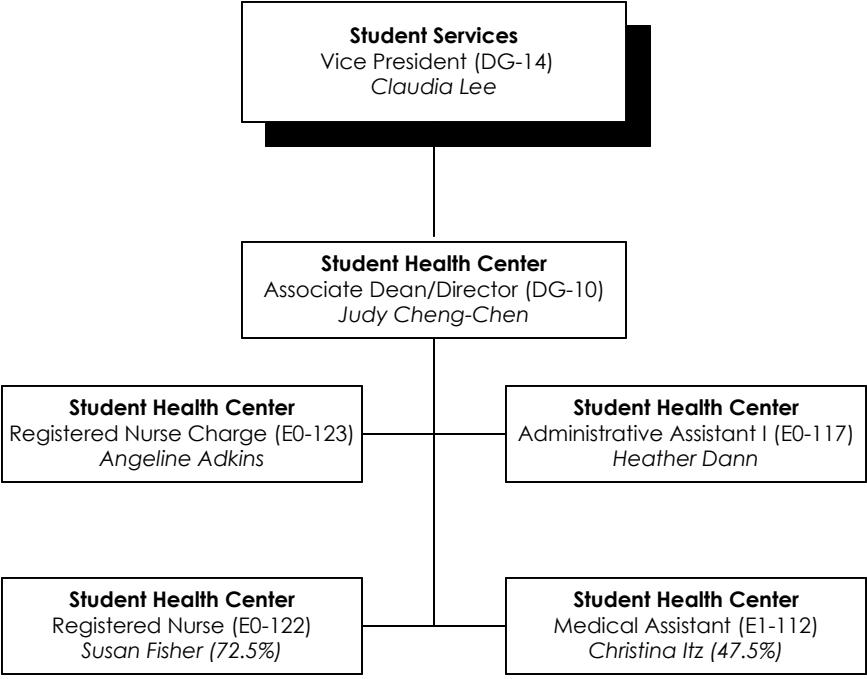 Student Services
Vice President (DG-14)
Claudia Lee
Student Health Center
Associate Dean/Director (DG-10)
Judy Cheng-Chen
Student Health Center
Registered Nurse Charge (E0-123)
Angeline Adkins
Student Health Center
Administrative Assistant I (E0-117)
Heather Dann
Student Health Center
Registered Nurse (E0-122)
Susan Fisher (72.5%)
Student Health Center
Medical Assistant (E1-112)
Christina Itz (47.5%)